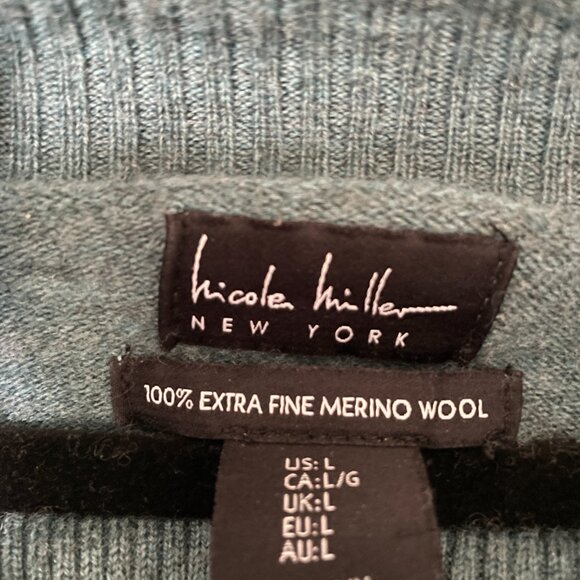 Nicole Miller
NEW YORK
100% EXTRA FINE MERINO WOOL
US: L
CA: L/G
UK: L
EU: L
AU: L